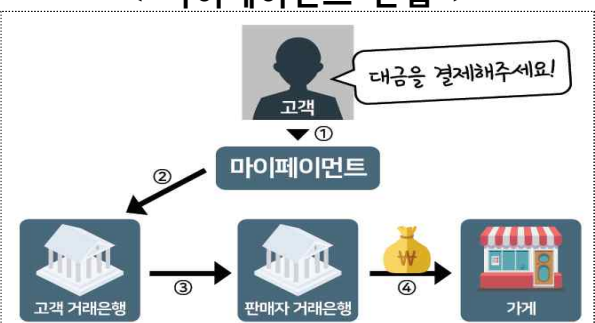 대금을 결제해주세요!
고객
①
마이페이먼트
②
③
④
고객 거래은행
판매자 거래은행
가게